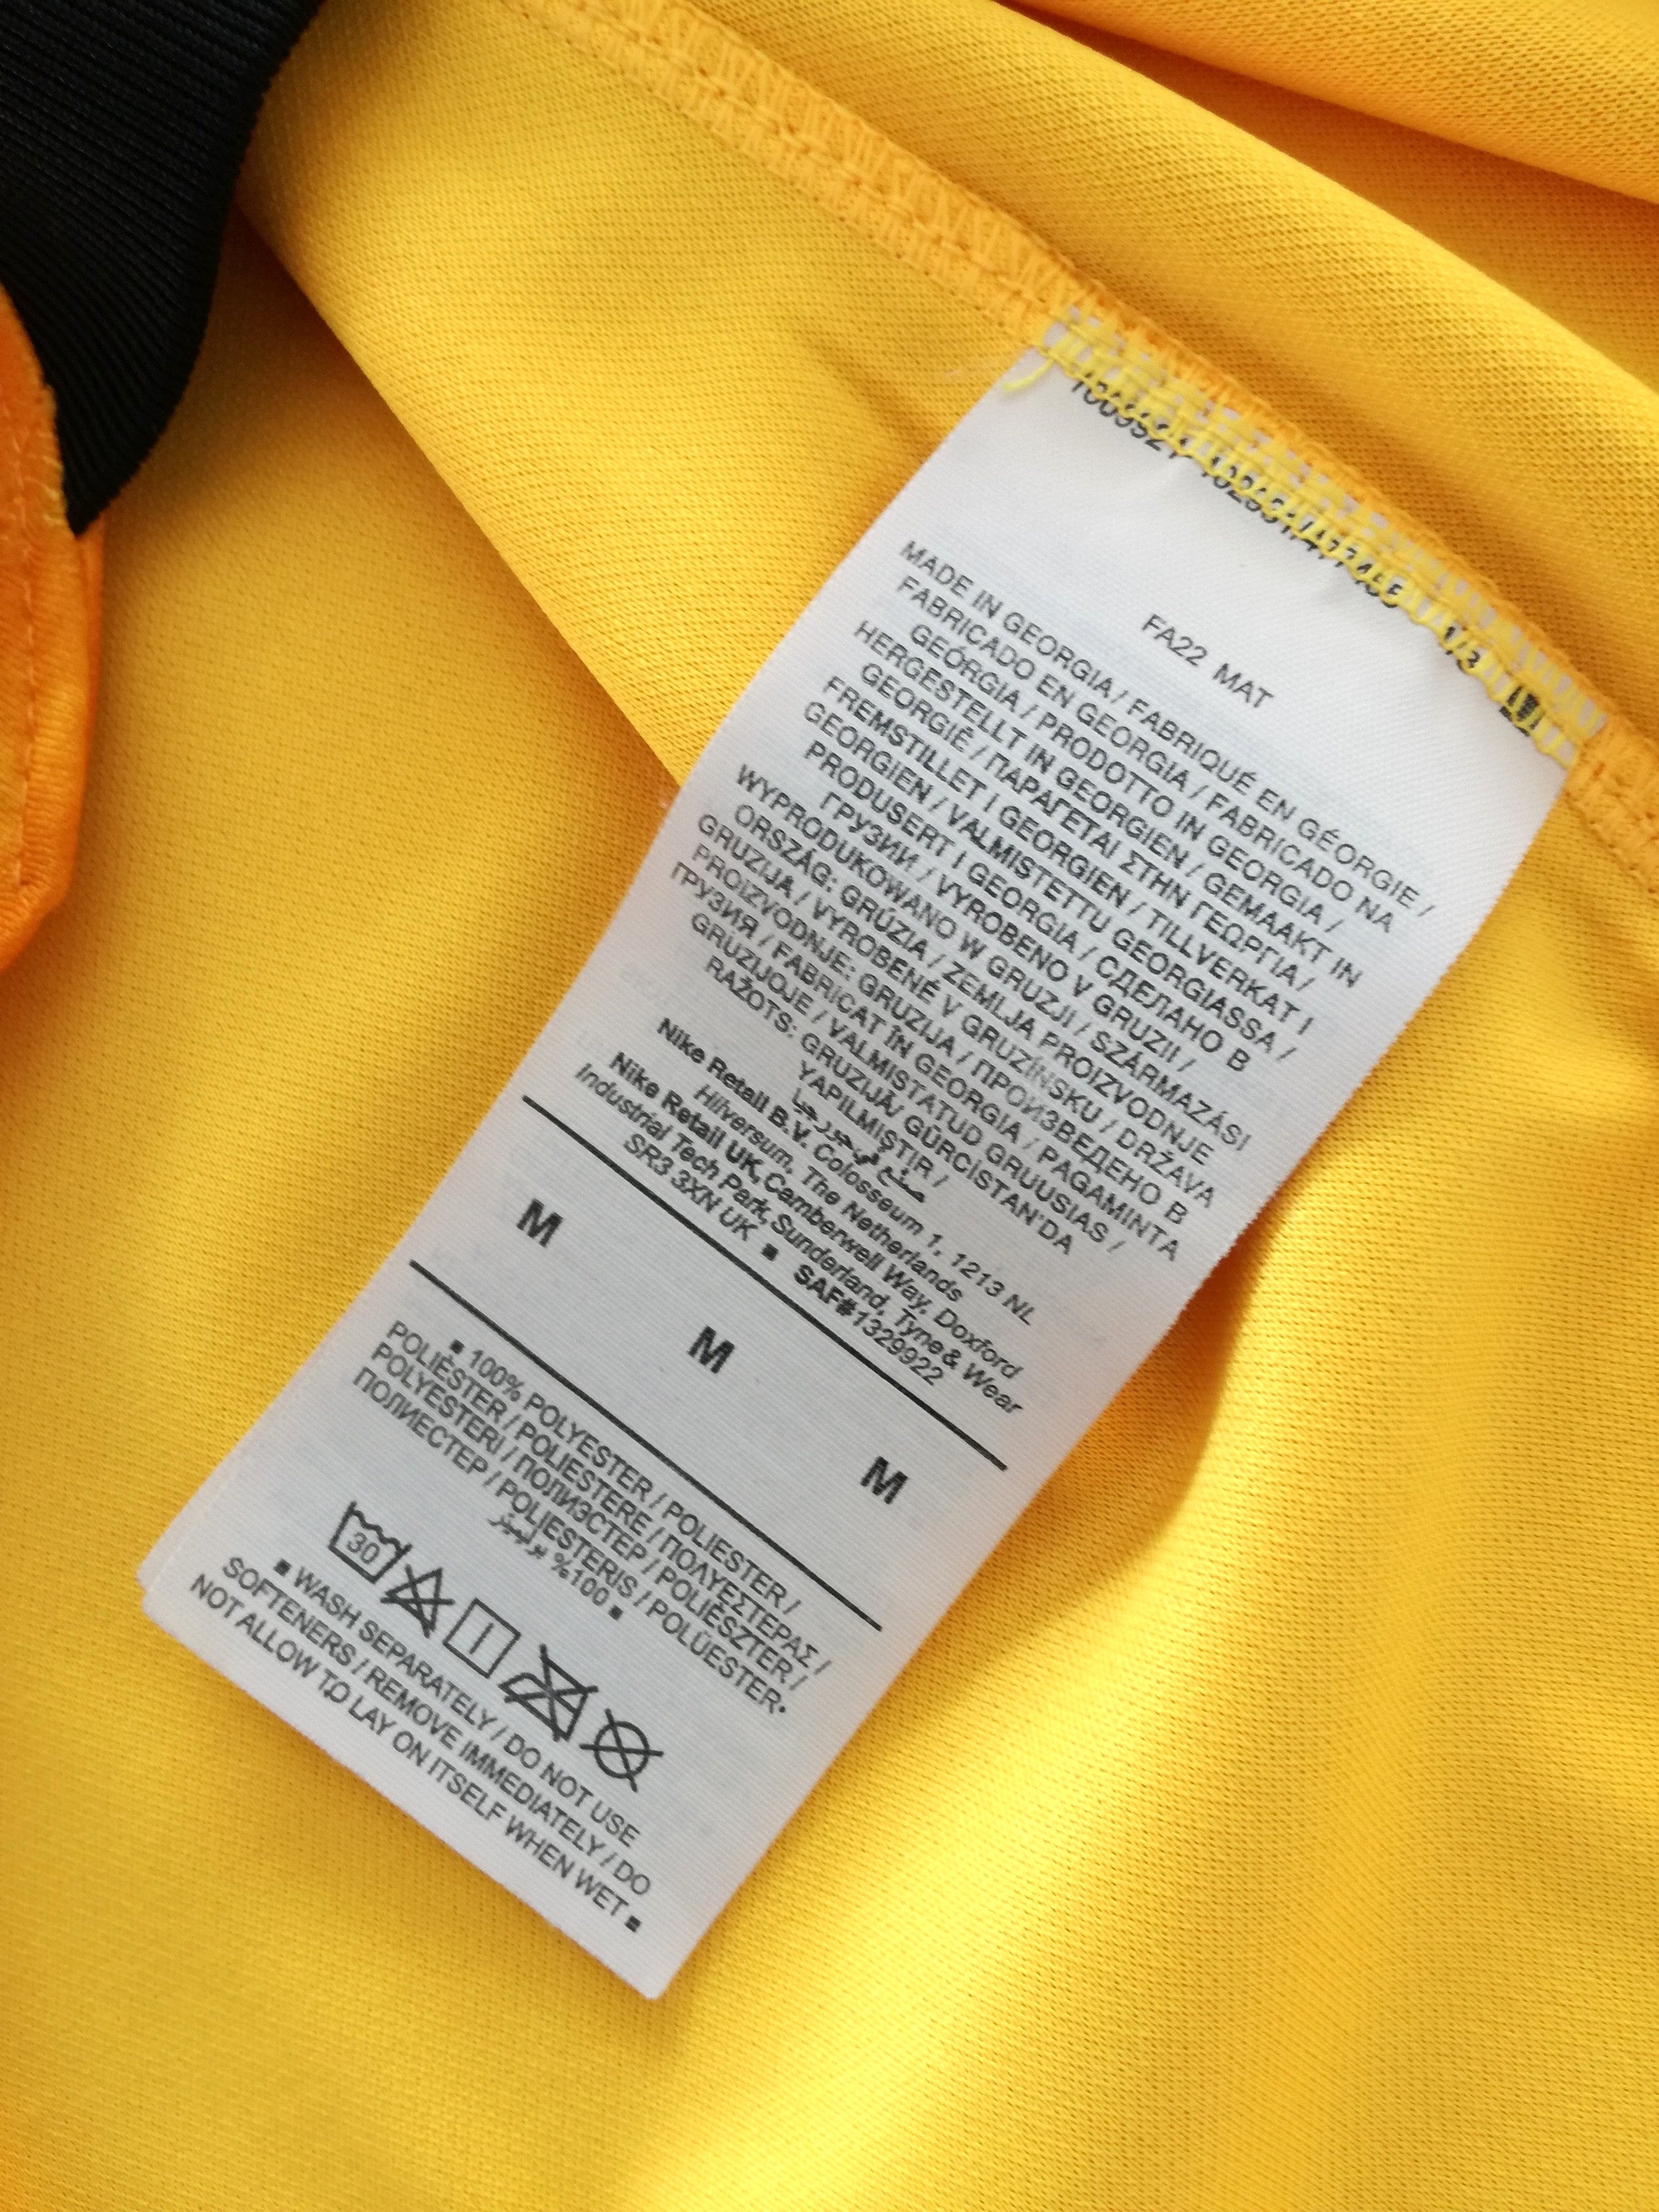 FA22 MAT
MADE IN GEORGIA / FABRIQUÉ EN GÉORGIE /
FABRICADO EN GEORGIA / FABRICADO NA
GEÓRGIA / PRODOTTO IN GEORGIA /
HERGESTELLT IN GEORGIEN / GEMAAKT IN
GEORGIË / ΠΑΡΑΓΕΤΑΙ ΣΤΗΝ ΓΕΩΡΓΙΑ /
FREMSTILLET I GEORGIEN / TILLVERKAT I
GEORGIEN / VALMISTETTU GEORGIASSA /
PRODUSERT I GEORGIA / СДЕЛАНО В
ГРУЗИИ / VYROBENO V GRUZII /
WYPRODUKOWANO W GRUZJI / SZÁRMAZÁSI
ORSZÁG: GRÚZIA / ZEMLJA PROIZVODNJE
GRUZIJA / VYROBENÉ V GRUZÍNSKU / DRŽAVA
PROIZVODNJE: GRUZIJA / ПРОИЗВЕДЕНО В
ГРУЗИЯ / FABRICAT ÎN GEORGIA / PAGAMINTA
GRUZIJOJE / VALMISTATUD GRUUSIAS /
RAŽOTS: GRUZIJĀ/ GÜRCİSTAN'DA
YAPILMIŞTIR /
صنع في جورجيا
Nike Retail B.V. Colosseum 1, 1213 NL
Hilversum, The Netherlands
Nike Retail UK, Camberwell Way, Doxford
Industrial Tech Park, Sunderland, Tyne & Wear
SR3 3XN UK ▪ SAF#1329922
M M M
▪ 100% POLYESTER / POLIESTER /
POLIÉSTER / POLIESTERE / ΠΟΛΥΕΣΤΕΡΑΣ /
POLYESTERI / ПОЛИЭСТЕР / POLIÉSZTER /
ПОЛИЕСТЕР / POLIESTERIS / POLÜESTER▪
100% بوليستر ▪
30
▪ WASH SEPARATELY / DO NOT USE
SOFTENERS / REMOVE IMMEDIATELY / DO
NOT ALLOW TO LAY ON ITSELF WHEN WET ▪